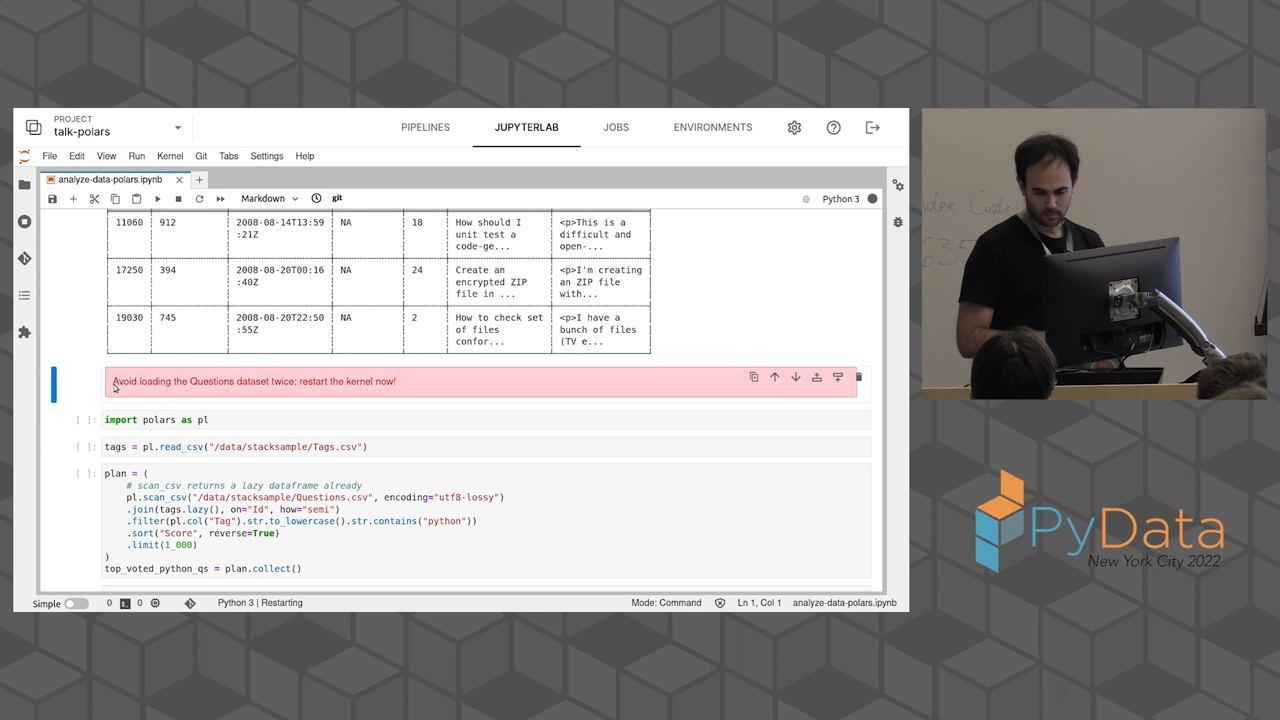 PROJECT
talk-polars
PIPELINES
JUPYTERLAB
JOBS
ENVIRONMENTS
File Edit View Run Kernel Git Tabs Settings Help
analyze-data-polars.ipynb
Markdown
git
Python 3
11060 912 2008-08-14T13:59 NA 18 How should I <p>This is a
:21Z unit test a difficult and
code-ge... open-...
17250 394 2008-08-20T00:16 NA 24 Create an <p>I'm creating
:40Z encrypted ZIP an ZIP file
file in ... with...
19030 745 2008-08-20T22:50 NA 2 How to check set <p>I have a
:55Z of files bunch of files
confor... (TV e...
Avoid loading the Questions dataset twice; restart the kernel now!
[ ]: import polars as pl
[ ]: tags = pl.read_csv("/data/stacksample/Tags.csv")
[ ]: plan = (
# scan_csv returns a lazy dataframe already
pl.scan_csv("/data/stacksample/Questions.csv", encoding="utf8-lossy")
.join(tags.lazy(), on="Id", how="semi")
.filter(pl.col("Tag").str.to_lowercase().str.contains("python"))
.sort("Score", reverse=True)
.limit(1_000)
)
top_voted_python_qs = plan.collect()
Simple 0 0 Python 3 | Restarting Mode: Command Ln 1, Col 1 analyze-data-polars.ipynb
Code
PyData
New York City 2022